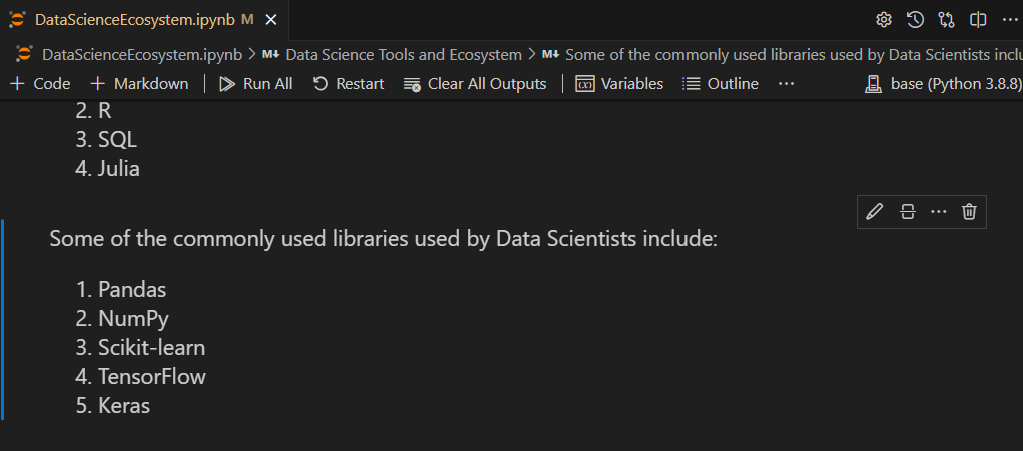 DataScienceEcosystem.ipynb M
DataScienceEcosystem.ipynb > M↓ Data Science Tools and Ecosystem > M↓ Some of the commonly used libraries used by Data Scientists inclu
+ Code + Markdown Run All Restart Clear All Outputs (x) Variables Outline ... base (Python 3.8.8)
2. R
3. SQL
4. Julia
Some of the commonly used libraries used by Data Scientists include:
1. Pandas
2. NumPy
3. Scikit-learn
4. TensorFlow
5. Keras